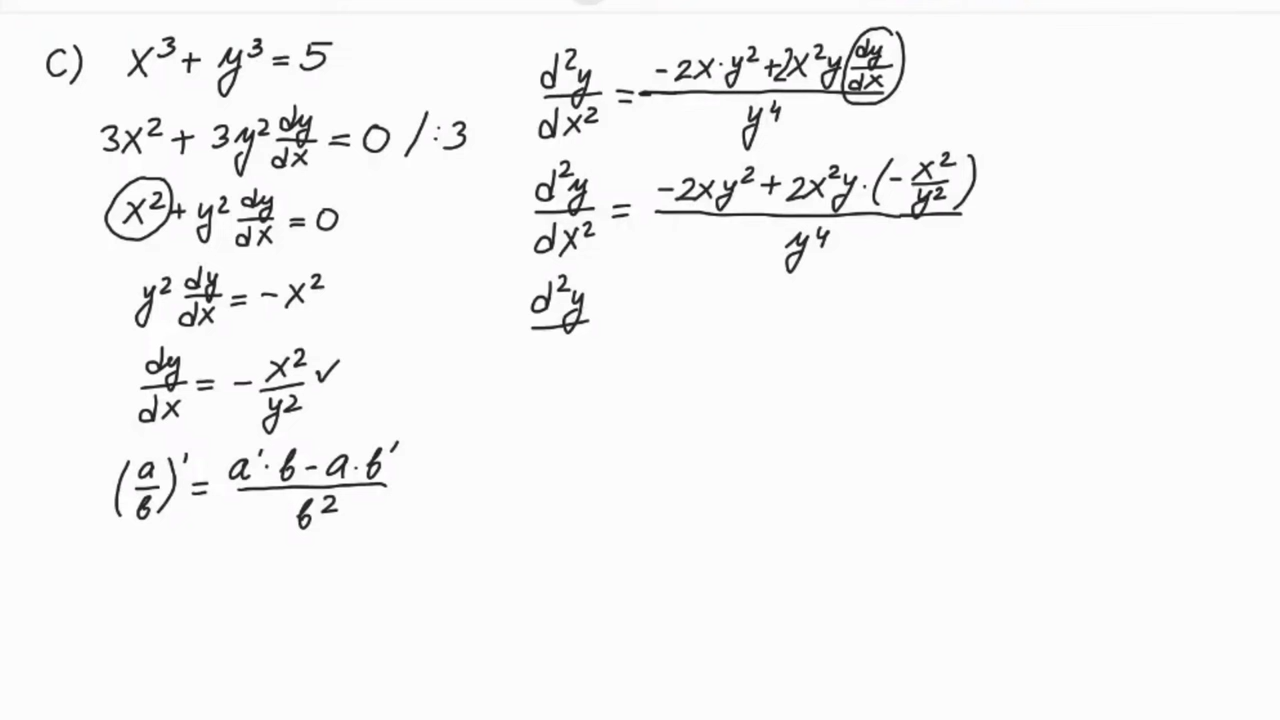 c) x³ + y³ = 5
3x² + 3y² dy/dx = 0 /:3
x² + y² dy/dx = 0
y² dy/dx = -x²
dy/dx = - x²/y² ✓
(a/b)' = (a'·b - a·b')/b²
d²y/dx² = (-2x·y² + 2x²y dy/dx)/y⁴
d²y/dx² = (-2xy² + 2x²y·(-x²/y²))/y⁴
d²y